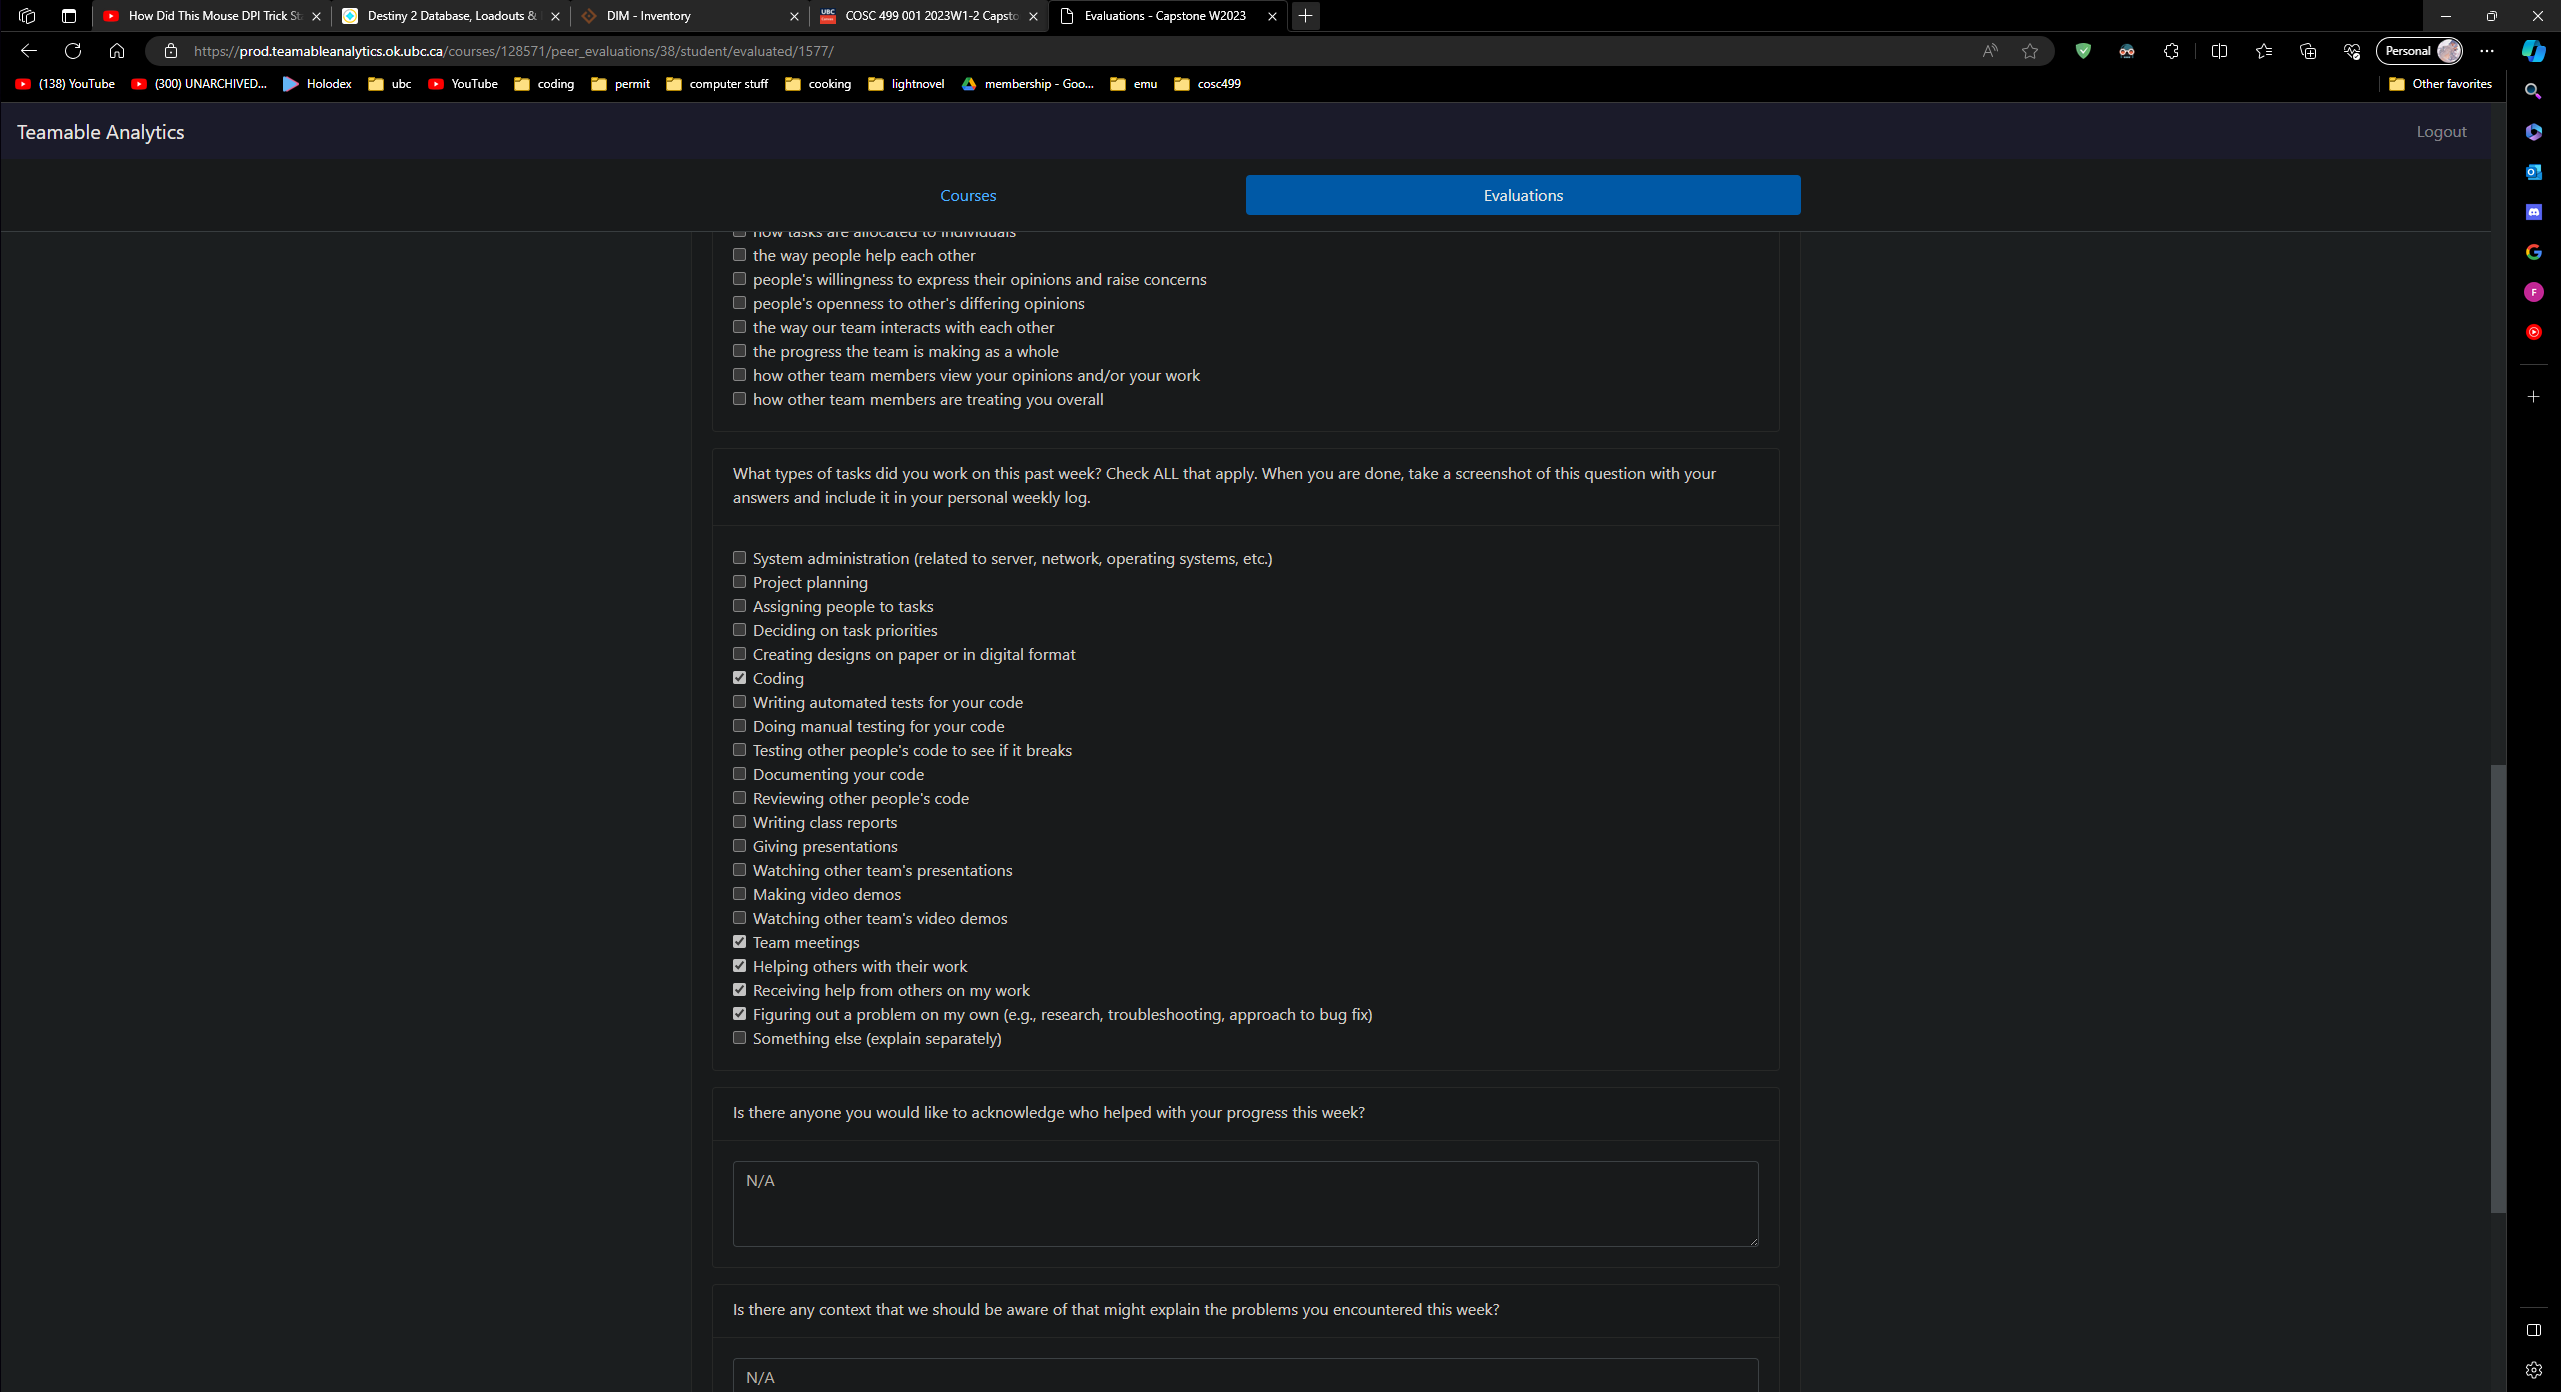 How Did This Mouse DPI Trick St
Destiny 2 Database, Loadouts &
DIM - Inventory
UBC
COSC 499 001 2023W1-2 Capsto
Evaluations - Capstone W2023
https://prod.teamableanalytics.ok.ubc.ca/courses/128571/peer_evaluations/38/student/evaluated/1577/
Personal
(138) YouTube
(300) UNARCHIVED...
Holodex
ubc
YouTube
coding
permit
computer stuff
cooking
lightnovel
membership - Goo...
emu
cosc499
Other favorites
Teamable Analytics
Logout
Courses
Evaluations
how tasks are allocated to individuals
the way people help each other
people's willingness to express their opinions and raise concerns
people's openness to other's differing opinions
the way our team interacts with each other
the progress the team is making as a whole
how other team members view your opinions and/or your work
how other team members are treating you overall
What types of tasks did you work on this past week? Check ALL that apply. When you are done, take a screenshot of this question with your
answers and include it in your personal weekly log.
System administration (related to server, network, operating systems, etc.)
Project planning
Assigning people to tasks
Deciding on task priorities
Creating designs on paper or in digital format
Coding
Writing automated tests for your code
Doing manual testing for your code
Testing other people's code to see if it breaks
Documenting your code
Reviewing other people's code
Writing class reports
Giving presentations
Watching other team's presentations
Making video demos
Watching other team's video demos
Team meetings
Helping others with their work
Receiving help from others on my work
Figuring out a problem on my own (e.g., research, troubleshooting, approach to bug fix)
Something else (explain separately)
Is there anyone you would like to acknowledge who helped with your progress this week?
N/A
Is there any context that we should be aware of that might explain the problems you encountered this week?
N/A